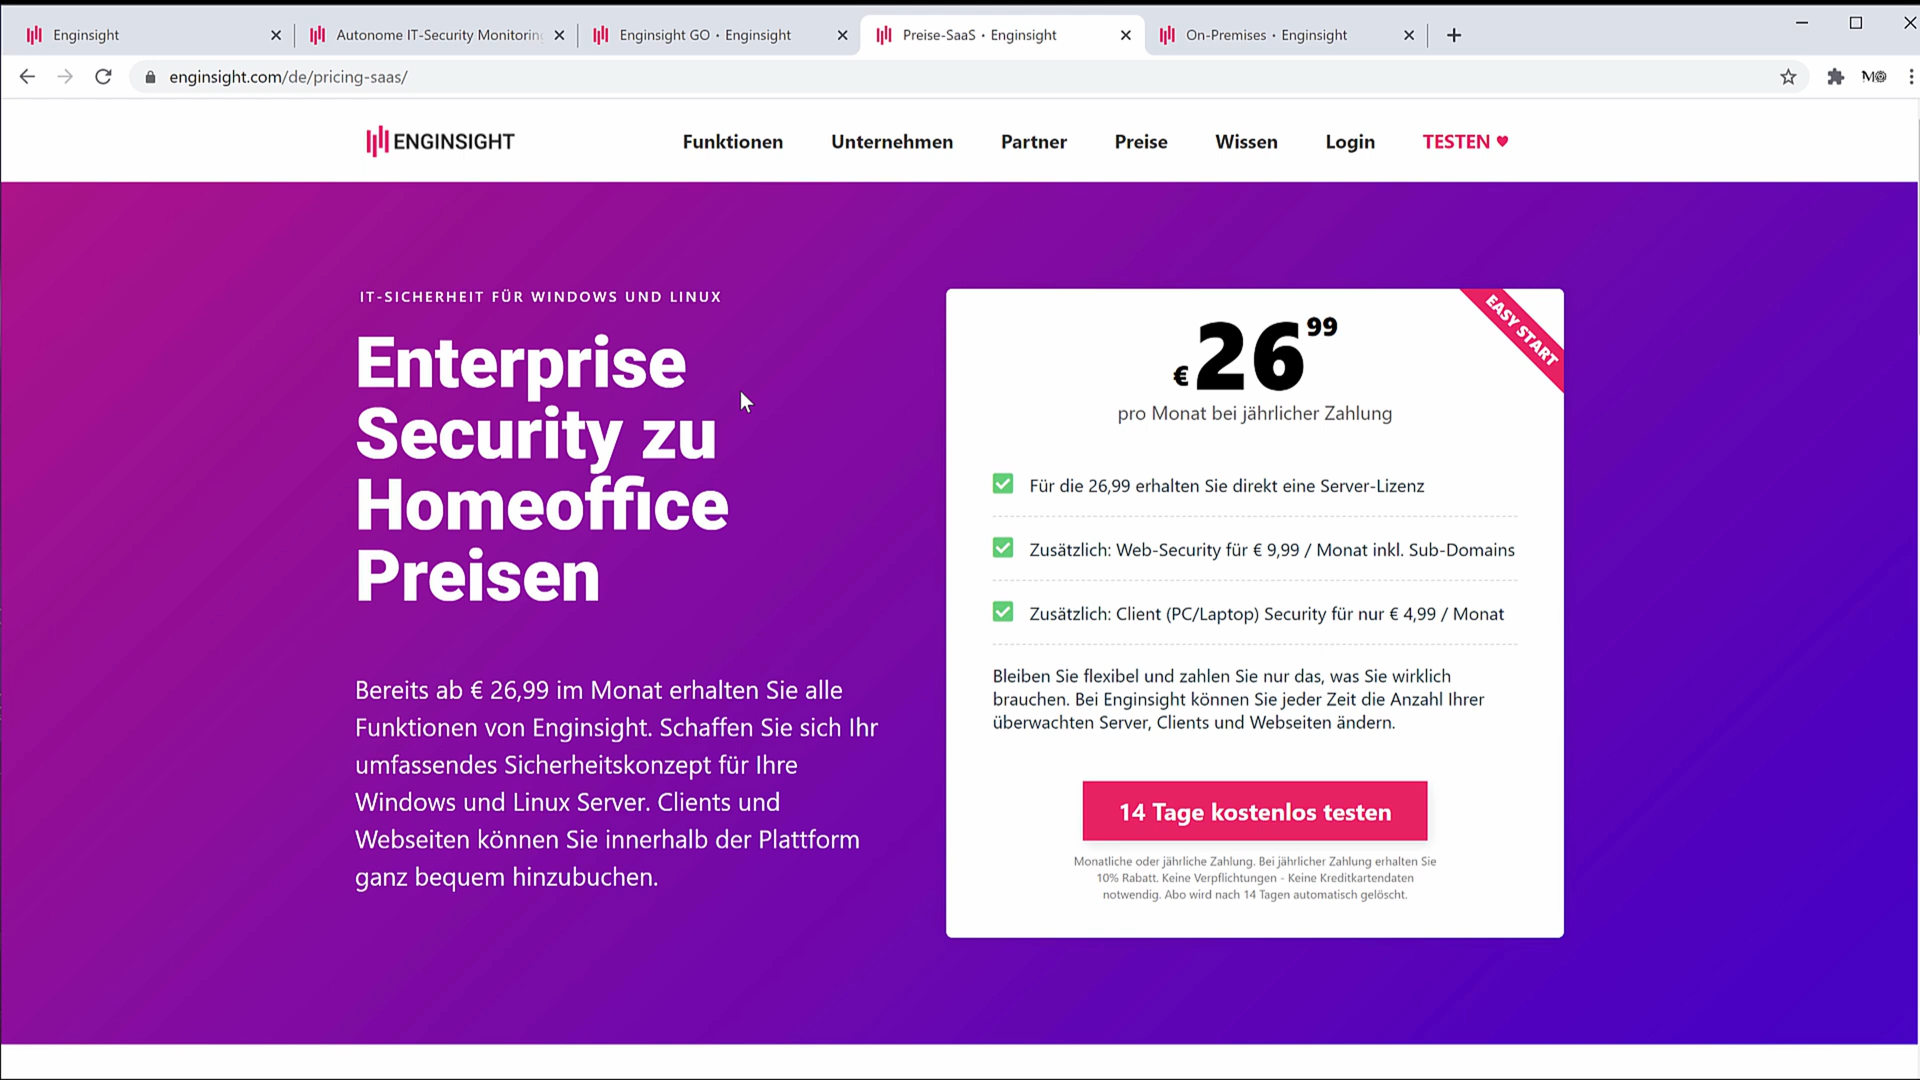 Enginsight
Autonome IT-Security Monitoring
Enginsight GO • Enginsight
Preise-SaaS • Enginsight
On-Premises • Enginsight
enginsight.com/de/pricing-saas/
ENGINSIGHT
Funktionen
Unternehmen
Partner
Preise
Wissen
Login
TESTEN ♥
IT-SICHERHEIT FÜR WINDOWS UND LINUX
Enterprise
Security zu
Homeoffice
Preisen
Bereits ab € 26,99 im Monat erhalten Sie alle
Funktionen von Enginsight. Schaffen Sie sich Ihr
umfassendes Sicherheitskonzept für Ihre
Windows und Linux Server. Clients und
Webseiten können Sie innerhalb der Plattform
ganz bequem hinzubuchen.
EASY START
€ 26 99
pro Monat bei jährlicher Zahlung
Für die 26,99 erhalten Sie direkt eine Server-Lizenz
Zusätzlich: Web-Security für € 9,99 / Monat inkl. Sub-Domains
Zusätzlich: Client (PC/Laptop) Security für nur € 4,99 / Monat
Bleiben Sie flexibel und zahlen Sie nur das, was Sie wirklich
brauchen. Bei Enginsight können Sie jeder Zeit die Anzahl Ihrer
überwachten Server, Clients und Webseiten ändern.
14 Tage kostenlos testen
Monatliche oder jährliche Zahlung. Bei jährlicher Zahlung erhalten Sie
10% Rabatt. Keine Verpflichtungen - Keine Kreditkartendaten
notwendig. Abo wird nach 14 Tagen automatisch gelöscht.